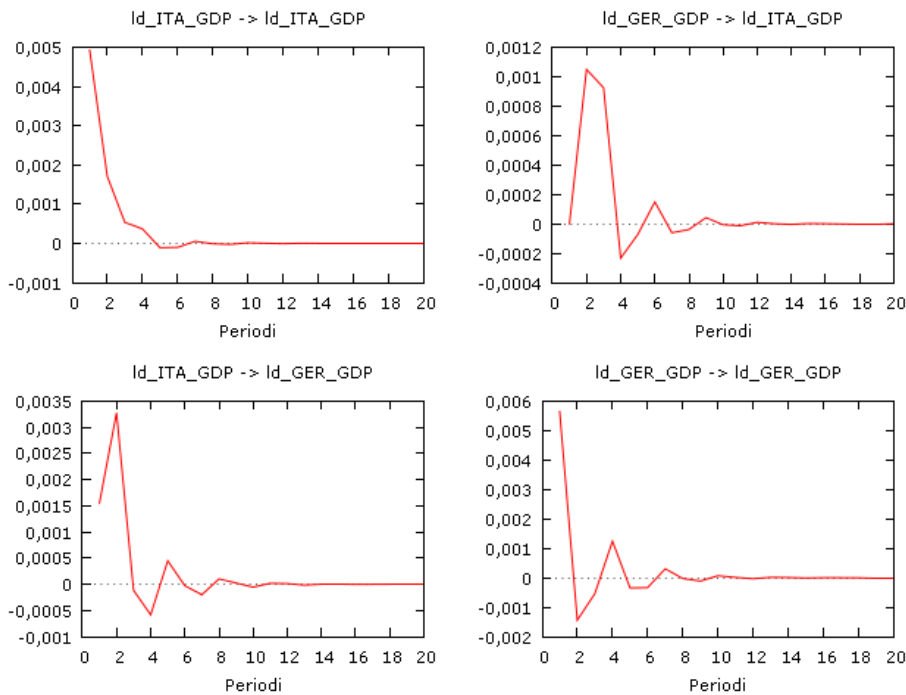 ld_ITA_GDP -> ld_ITA_GDP
0,005
0,004
0,003
0,002
0,001
0
-0,001
0 2 4 6 8 10 12 14 16 18 20
Periodi
ld_GER_GDP -> ld_ITA_GDP
0,0012
0,001
0,0008
0,0006
0,0004
0,0002
0
-0,0002
-0,0004
0 2 4 6 8 10 12 14 16 18 20
Periodi
ld_ITA_GDP -> ld_GER_GDP
0,0035
0,003
0,0025
0,002
0,0015
0,001
0,0005
0
-0,0005
-0,001
0 2 4 6 8 10 12 14 16 18 20
Periodi
ld_GER_GDP -> ld_GER_GDP
0,006
0,005
0,004
0,003
0,002
0,001
0
-0,001
-0,002
0 2 4 6 8 10 12 14 16 18 20
Periodi